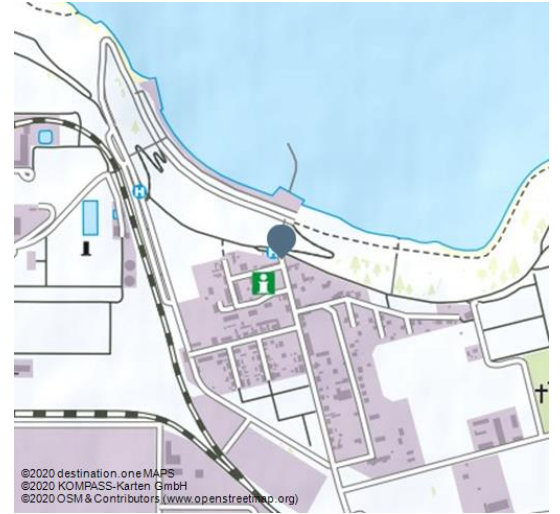 H
H
i
©2020 destination.one MAPS
©2020 KOMPASS-Karten GmbH
©2020 OSM & Contributors (www.openstreetmap.org)